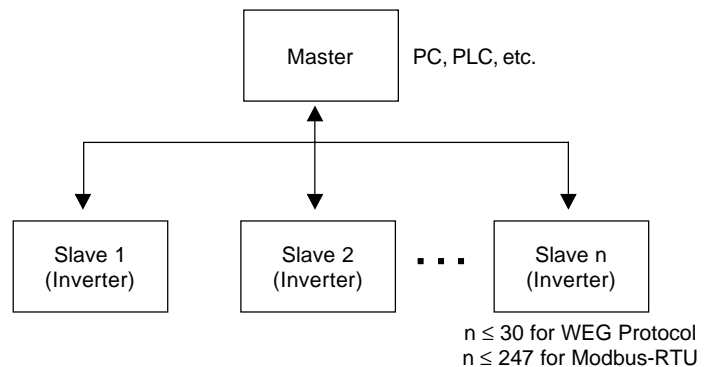 Master
PC, PLC, etc.
Slave 1
(Inverter)
Slave 2
(Inverter)
Slave n
(Inverter)
n ≤ 30 for WEG Protocol
n ≤ 247 for Modbus-RTU